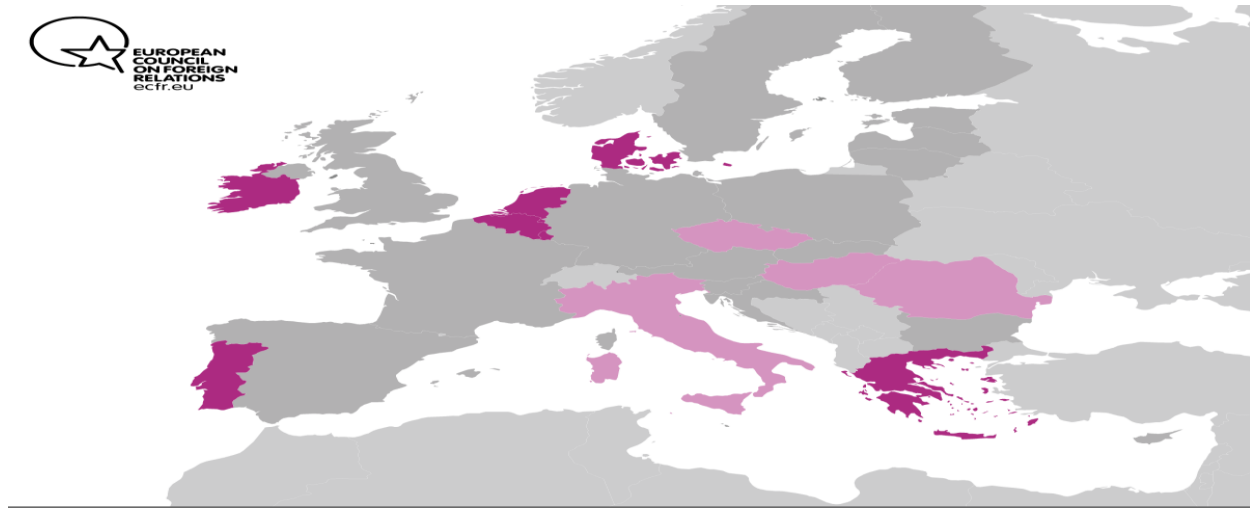 EUROPEAN
COUNCIL
ON FOREIGN
RELATIONS
ecfr.eu